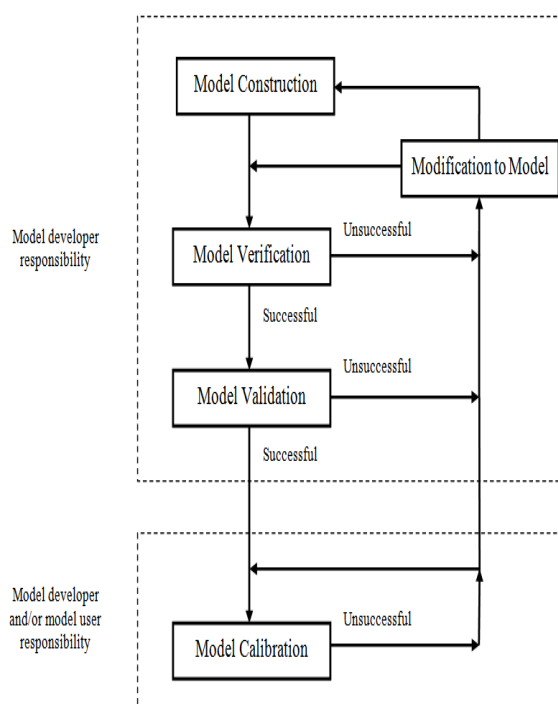 Model Construction
Modification to Model
Model developer
responsibility
Unsuccessful
Model Verification
Successful
Unsuccessful
Model Validation
Successful
Model developer
and/or model user
responsibility
Unsuccessful
Model Calibration